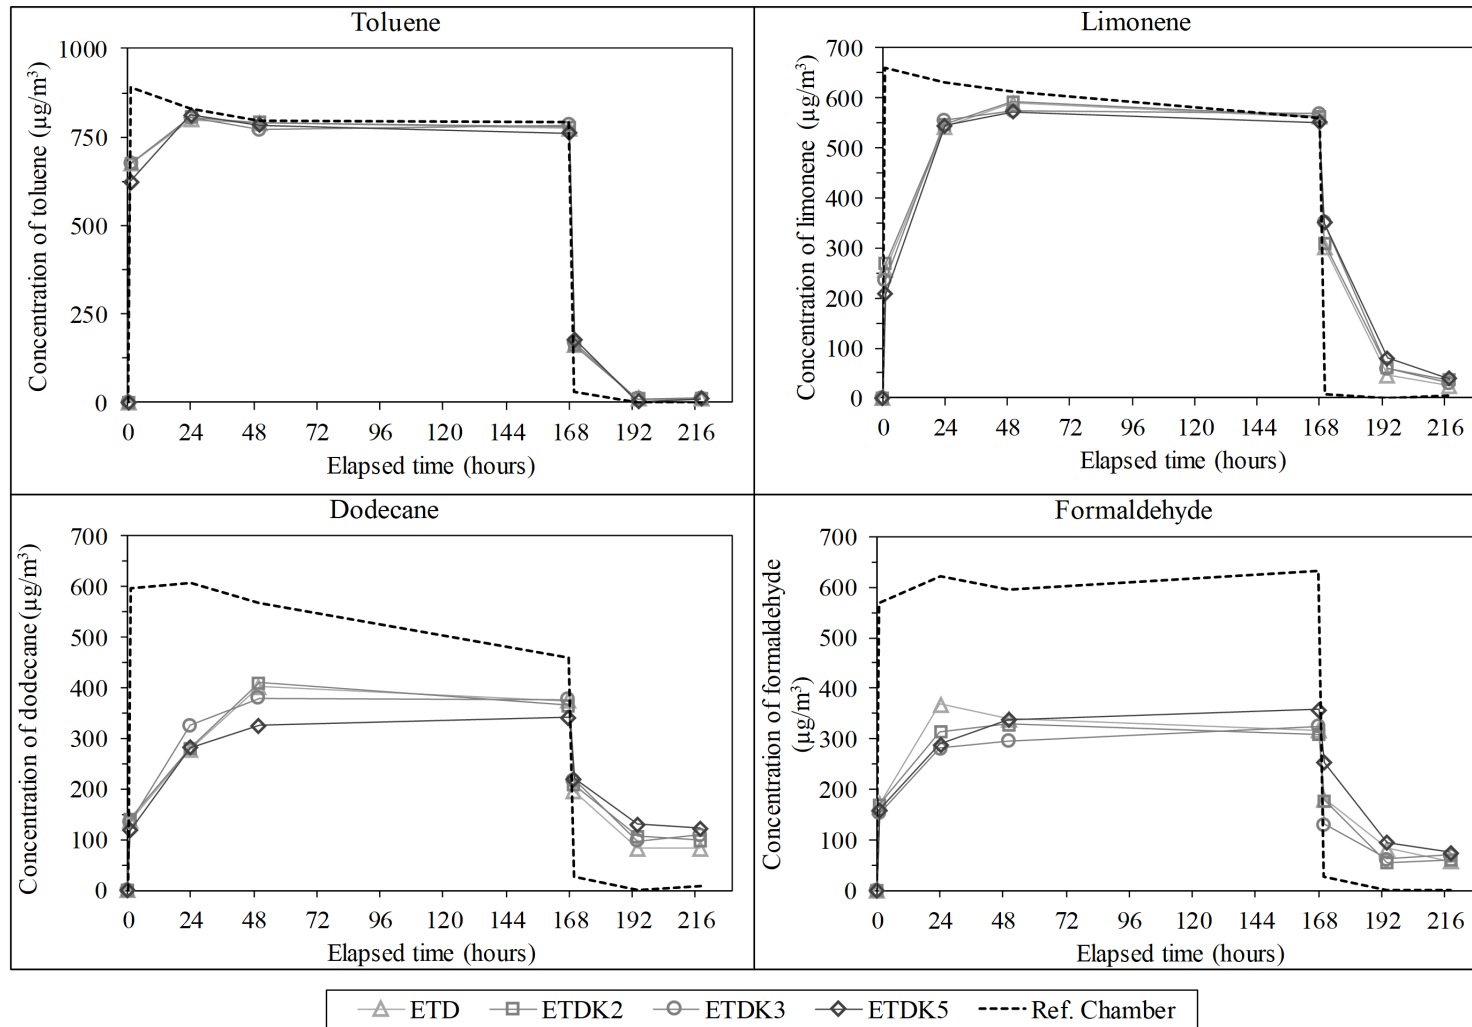 Toluene
Concentration of toluene (µg/m³)
1000
750
500
250
0
0 24 48 72 96 120 144 168 192 216
Elapsed time (hours)
Limonene
Concentration of limonene (µg/m³)
700
600
500
400
300
200
100
0
0 24 48 72 96 120 144 168 192 216
Elapsed time (hours)
Dodecane
Concentration of dodecane (µg/m³)
700
600
500
400
300
200
100
0
0 24 48 72 96 120 144 168 192 216
Elapsed time (hours)
Formaldehyde
Concentration of formaldehyde
(µg/m³)
700
600
500
400
300
200
100
0
0 24 48 72 96 120 144 168 192 216
Elapsed time (hours)
ETD ETDK2 ETDK3 ETDK5 Ref. Chamber